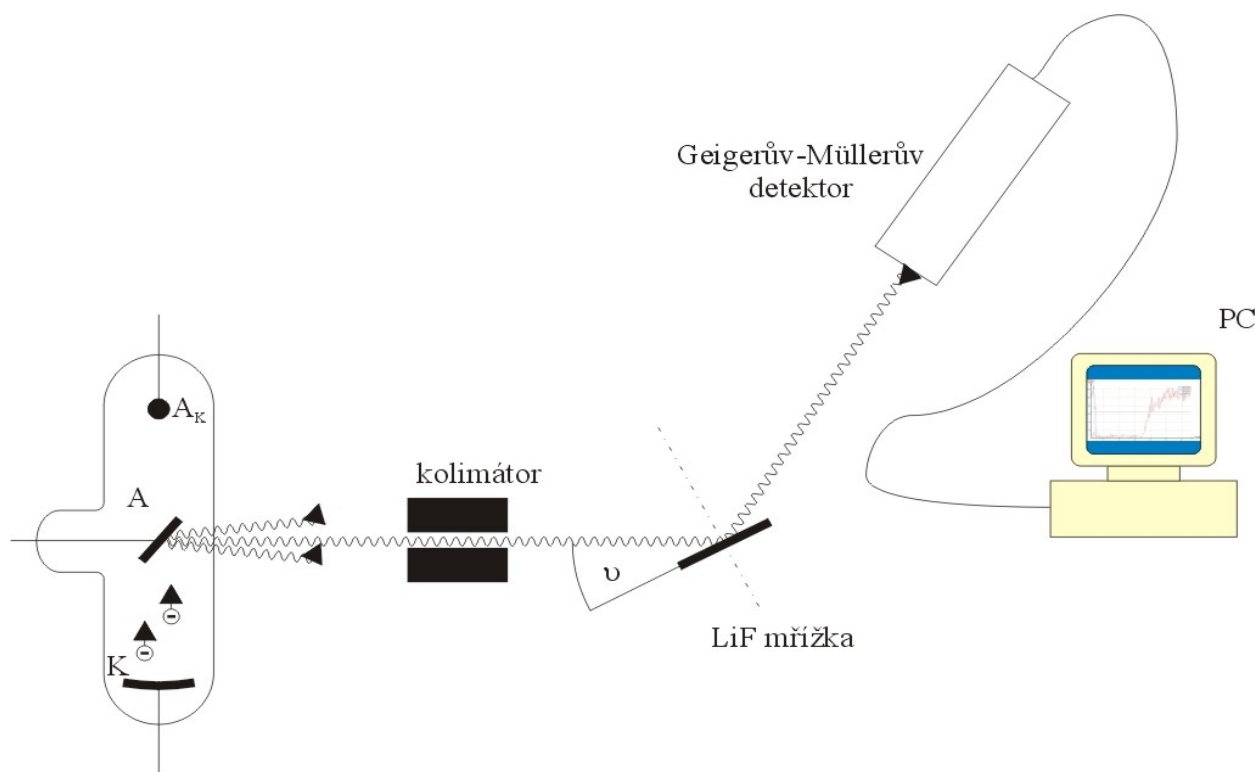 Geigerův-Müllerův
detektor
PC
A_K
A
kolimátor
υ
K
LiF mřížka